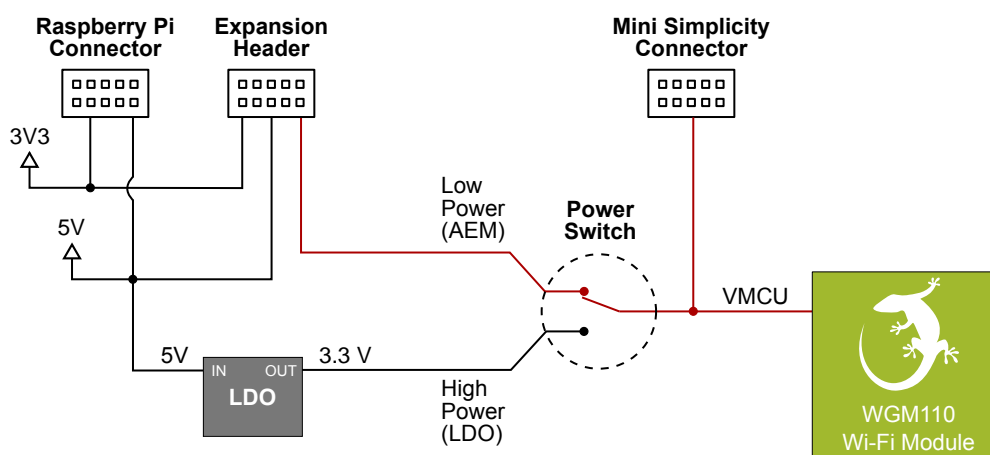 Raspberry Pi
Connector
Expansion
Header
Mini Simplicity
Connector
3V3
5V
Low
Power
(AEM)
Power
Switch
VMCU
5V
IN
OUT
LDO
3.3 V
High
Power
(LDO)
WGM110
Wi-Fi Module